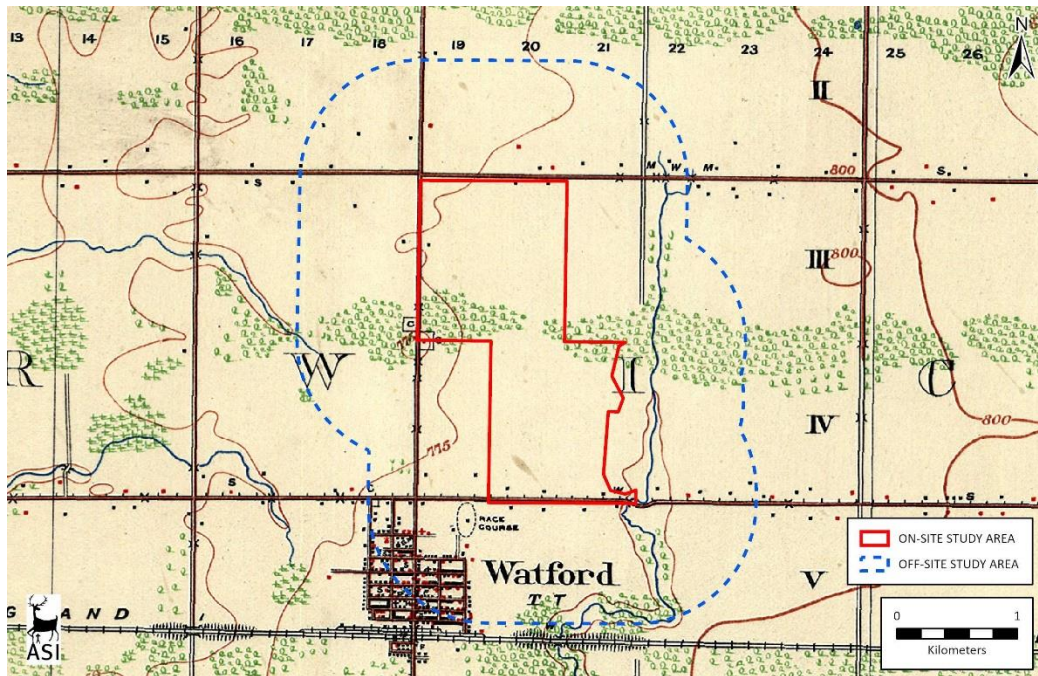 N
13 14 15 16 17 18 19 20 21 22 23 24 25 26
II
M W M.
S
800
S
III
800
C
775
R W I C
IV
800
775
S
W
S
RACE
COURSE
Watford
T T
V
G R A N D
I
W
ON-SITE STUDY AREA
OFF-SITE STUDY AREA
0 1
Kilometers
ASI